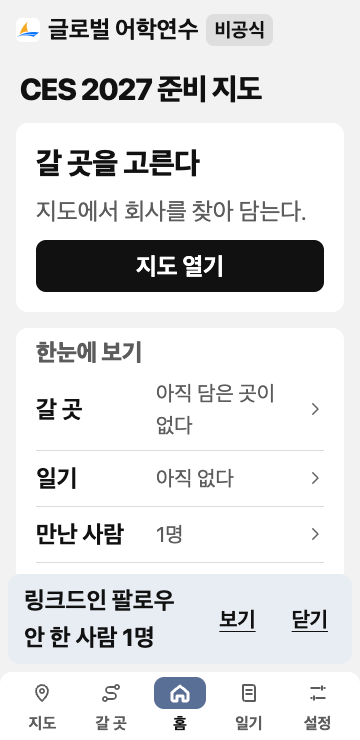 글로벌 어학연수 비공식
CES 2027 준비 지도
갈 곳을 고른다
지도에서 회사를 찾아 담는다.
지도 열기
한눈에 보기
갈 곳 아직 담은 곳이
없다
일기 아직 없다
만난 사람 1명
링크드인 팔로우
안 한 사람 1명
보기 닫기
지도 갈 곳 홈 일기 설정